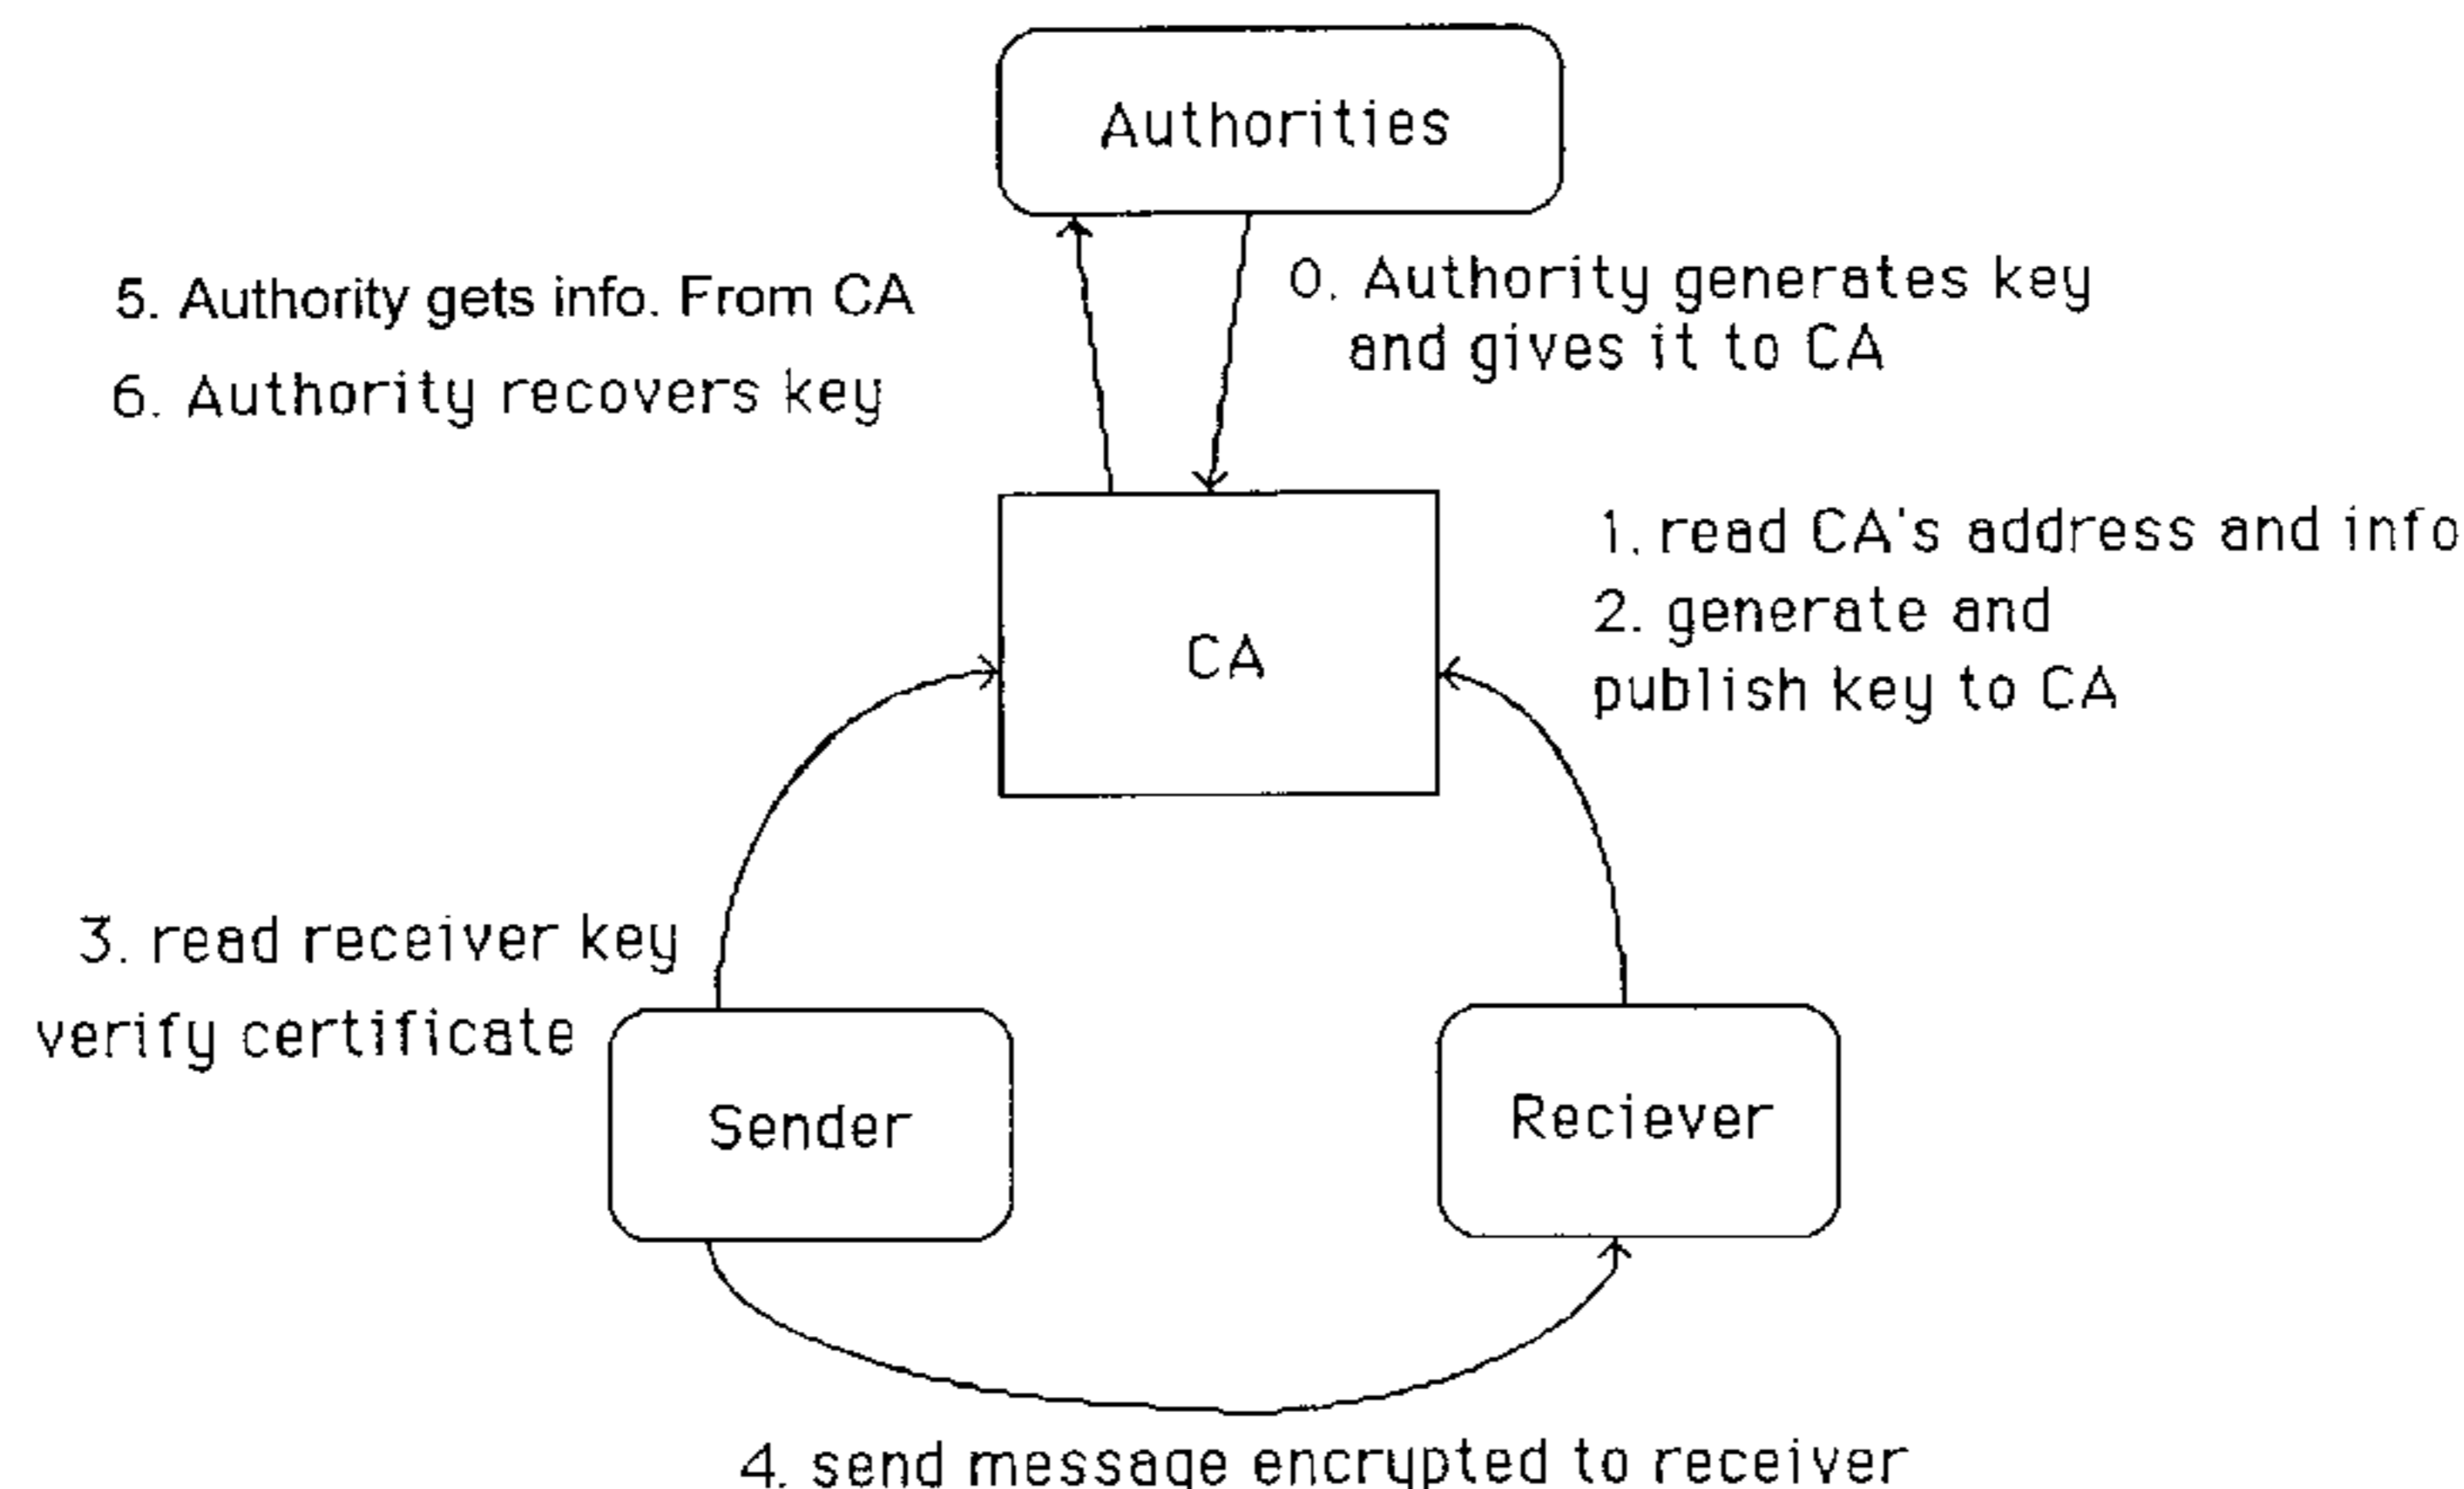 Authorities
5. Authority gets info. From CA
6. Authority recovers key
0. Authority generates key
and gives it to CA
CA
1. read CA's address and info
2. generate and
publish key to CA
3. read receiver key
verify certificate
Sender
Reciever
4. send message encrypted to receiver